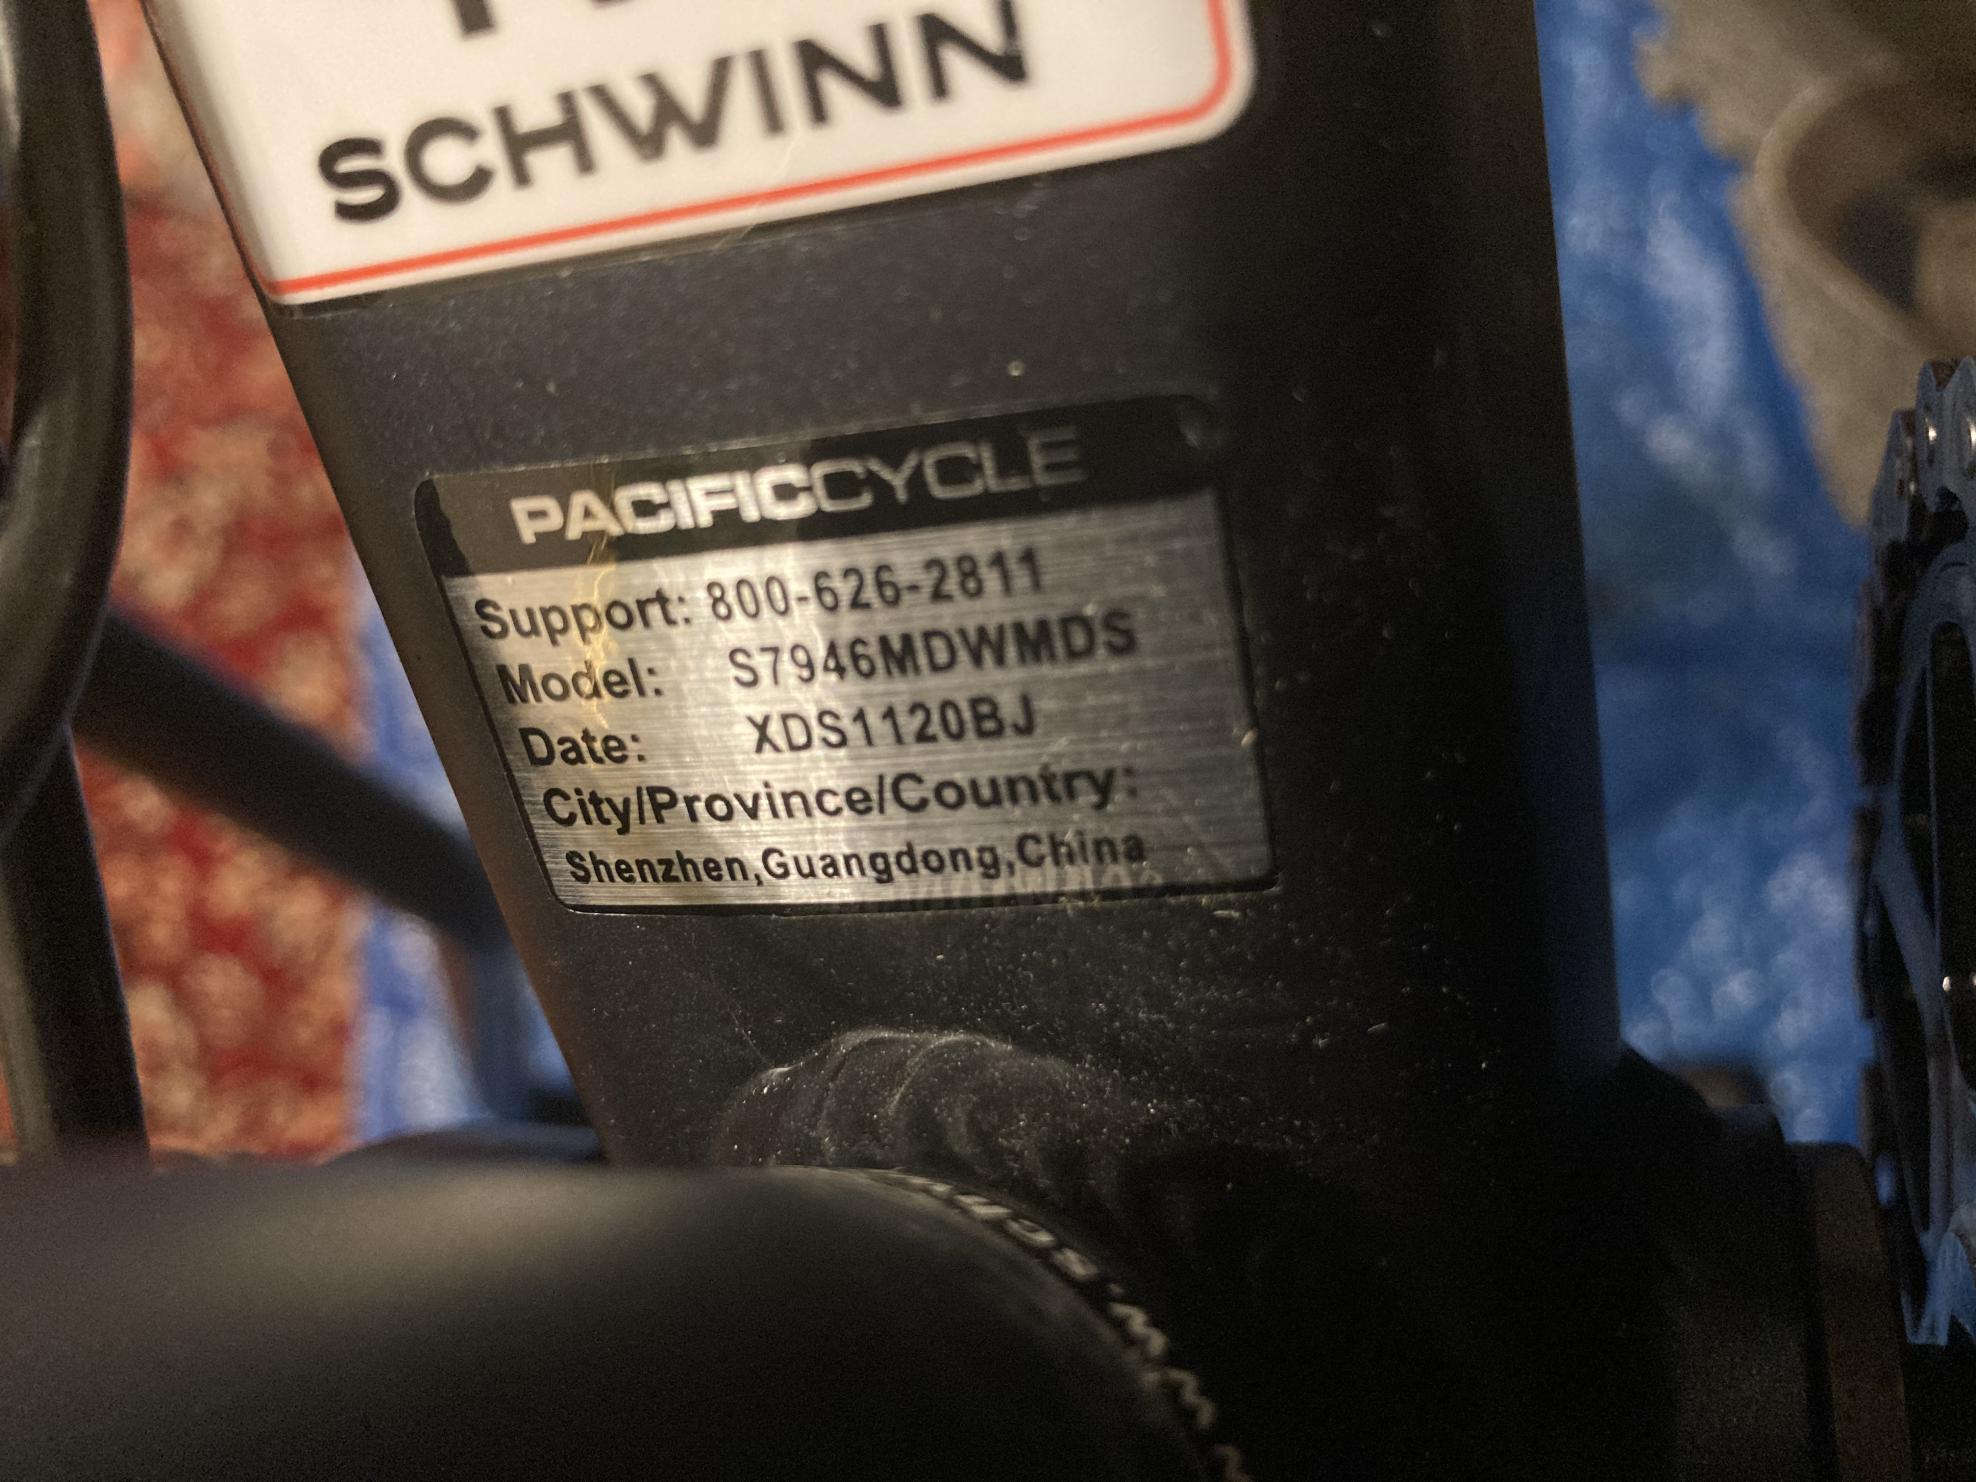 SCHWINN
PACIFICCYCLE
Support: 800-626-2811
Model: S7946MDWMDS
Date: XDS1120BJ
City/Province/Country:
Shenzhen,Guangdong,China